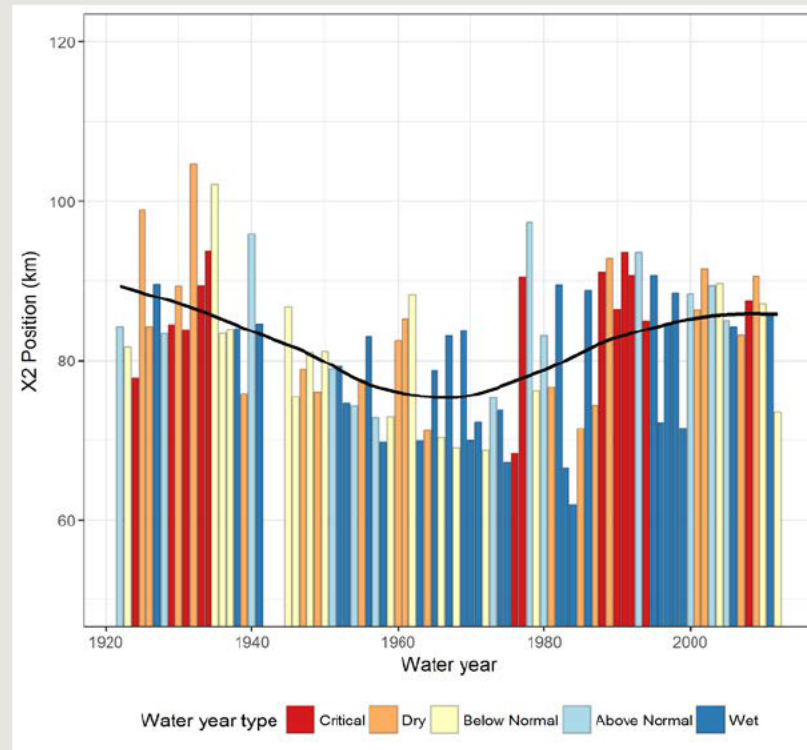 120
100
80
60
X2 Position (km)
1920 1940 1960 1980 2000
Water year
Water year type Critical Dry Below Normal Above Normal Wet